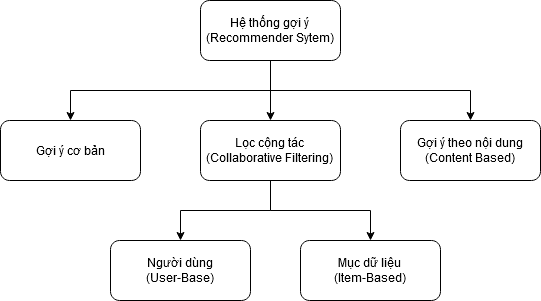 Hệ thống gợi ý
(Recommender Sytem)
Gợi ý cơ bản
Lọc cộng tác
(Collaborative Filtering)
Gợi ý theo nội dung
(Content Based)
Người dùng
(User-Base)
Mục dữ liệu
(Item-Based)